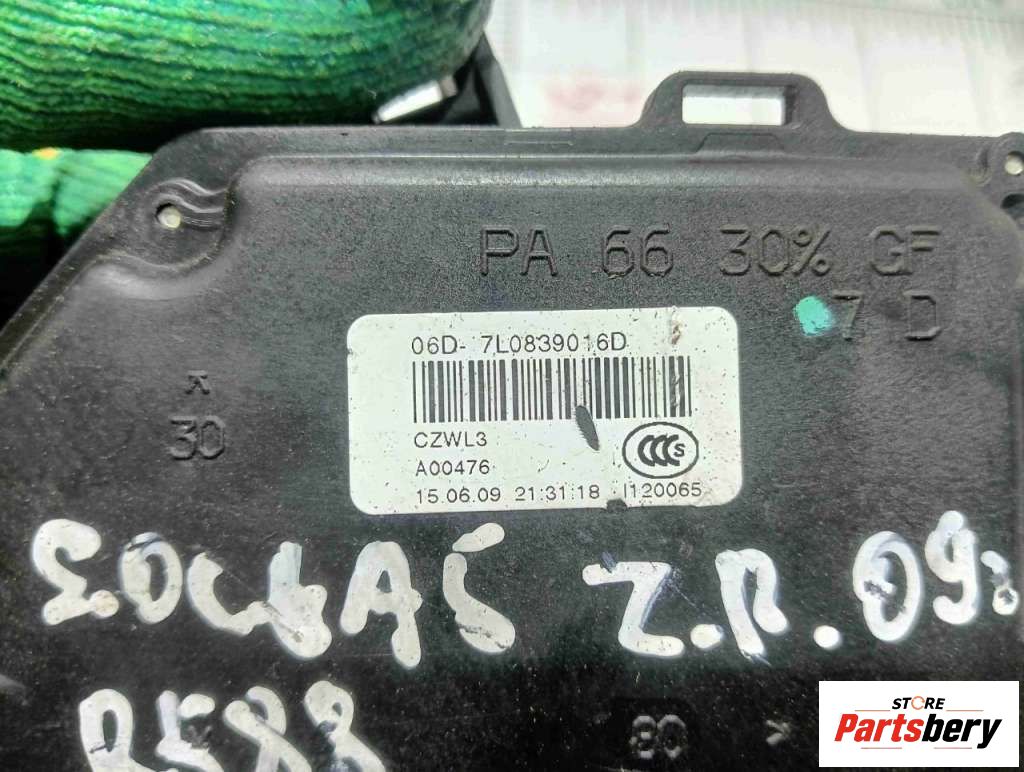 PA 66 30% GF
7 D
06D- 7L0839016D
CZWL3
A00476
CCC S
15.06.09 21:31:18 I120065
30
Z.P. 09.
80
STORE
Partsbery